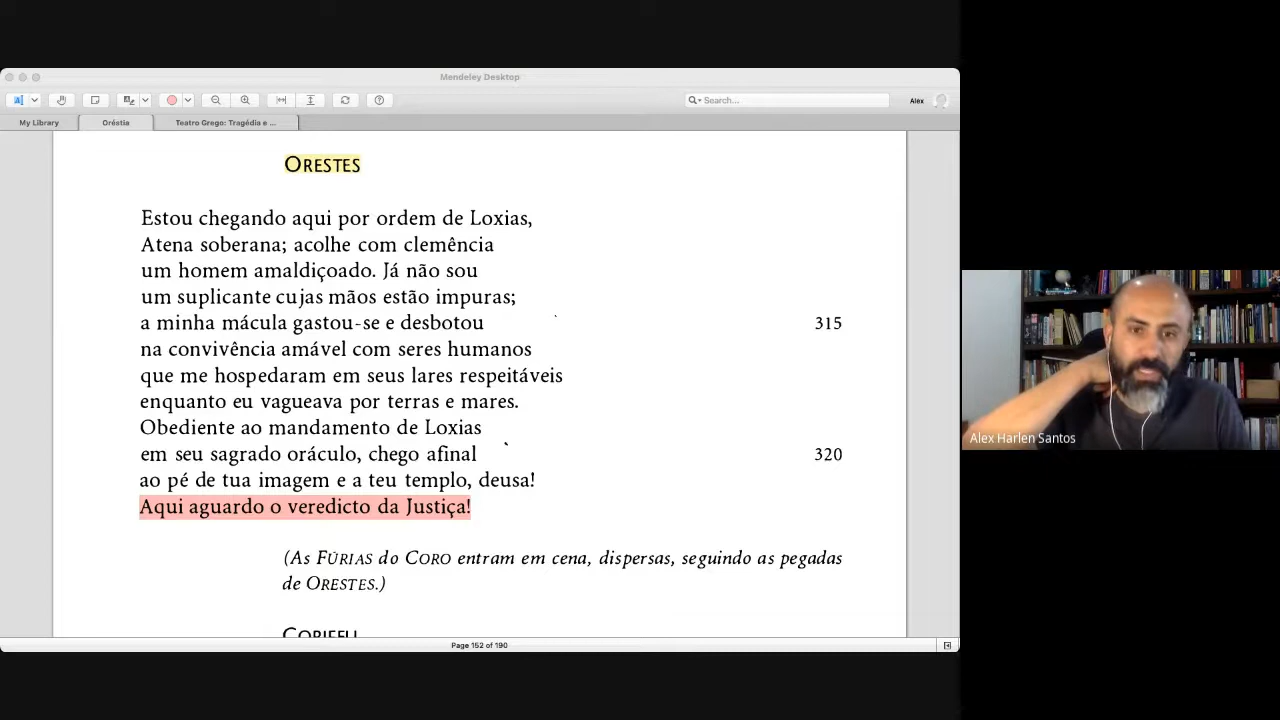 Mendeley Desktop
Search...
Alex
My Library
Oréstia
Teatro Grego: Tragédia e ...
ORESTES
Estou chegando aqui por ordem de Loxias,
Atena soberana; acolhe com clemência
um homem amaldiçoado. Já não sou
um suplicante cujas mãos estão impuras;
a minha mácula gastou-se e desbotou 315
na convivência amável com seres humanos
que me hospedaram em seus lares respeitáveis
enquanto eu vagueava por terras e mares.
Obediente ao mandamento de Loxias
em seu sagrado oráculo, chego afinal 320
ao pé de tua imagem e a teu templo, deusa!
Aqui aguardo o veredicto da Justiça!
(As FÚRIAS do CORO entram em cena, dispersas, seguindo as pegadas
de ORESTES.)
CORIFEU
Page 152 of 190
Alex Harlen Santos